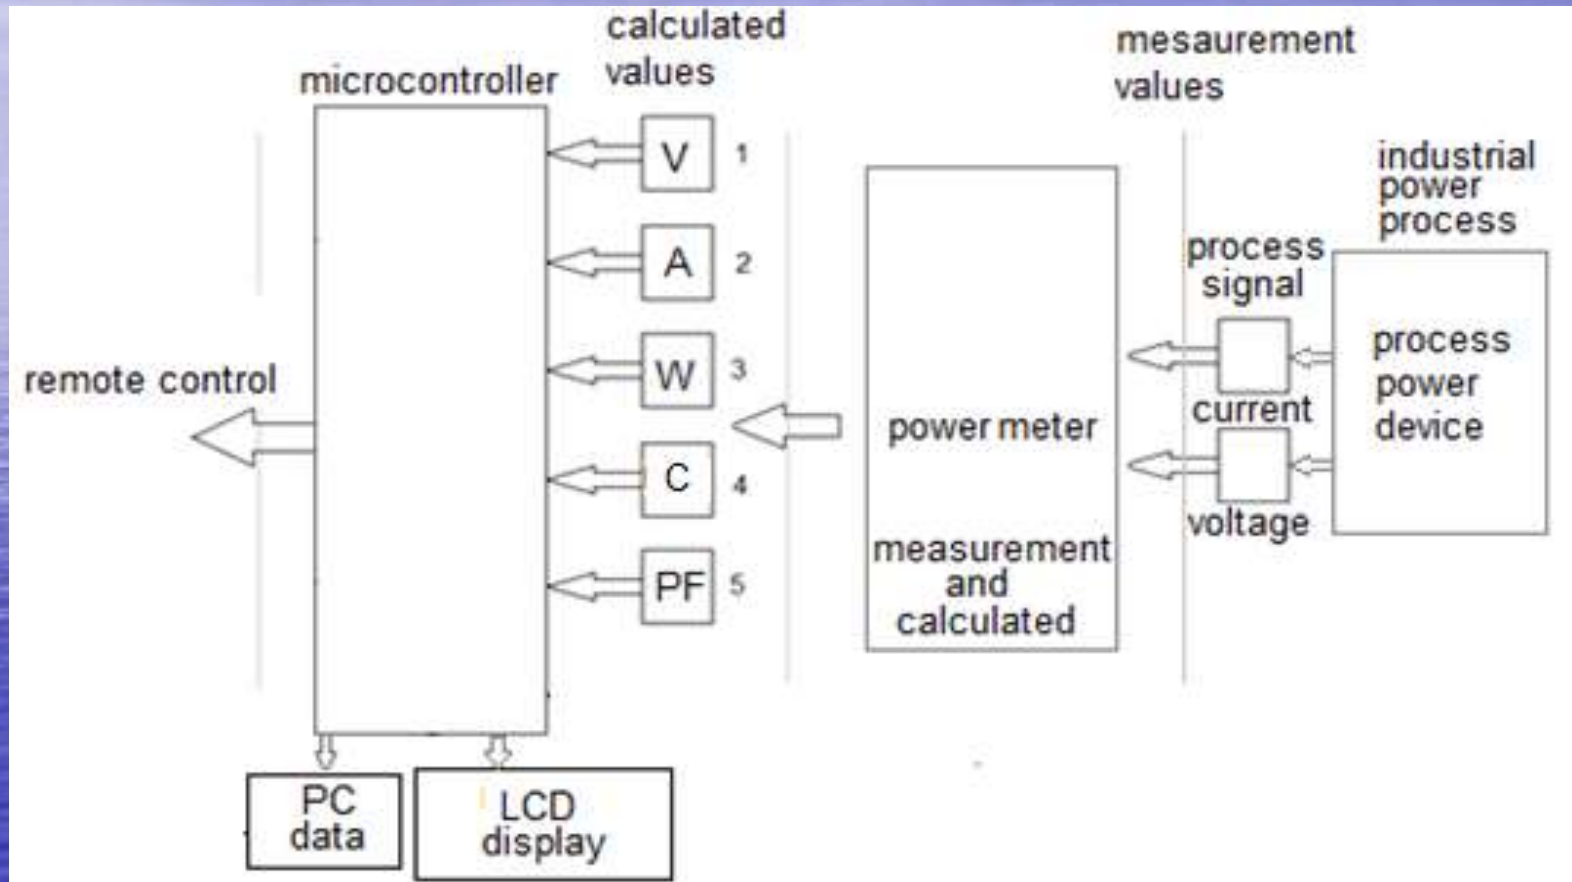 calculated
values
mesaurement
values
microcontroller
V 1
A 2
W 3
C 4
PF 5
remote control
power meter
measurement
and
calculated
industrial
power
process
process
signal
current
voltage
process
power
device
PC
data
LCD
display